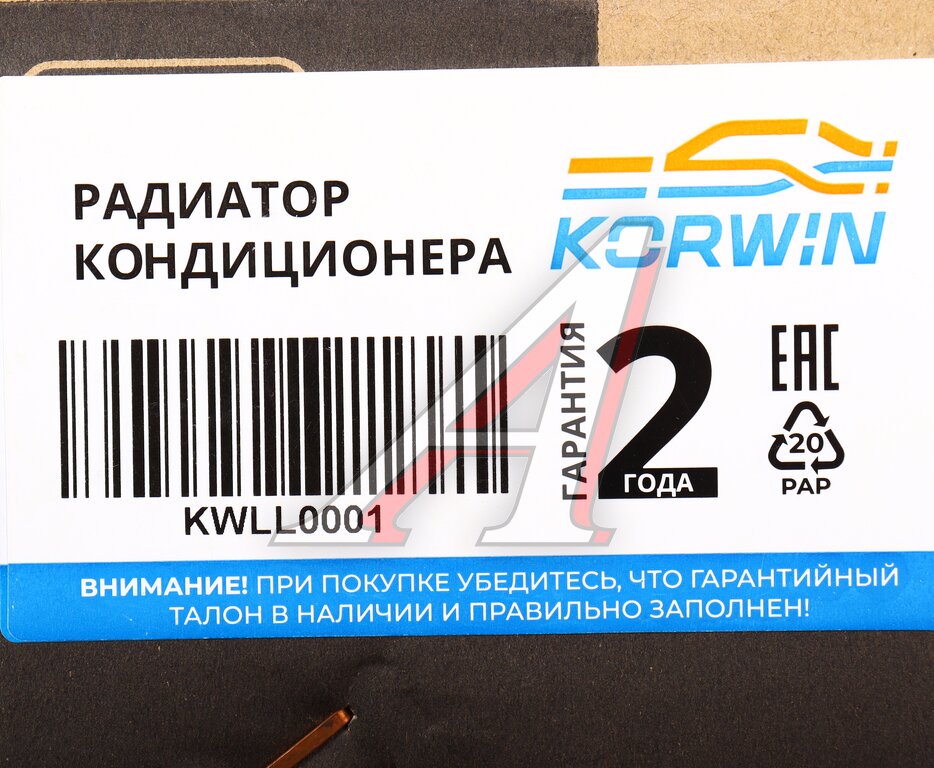 РАДИАТОР
КОНДИЦИОНЕРА
KORWIN
KWLL0001
ГАРАНТИЯ
2
ГОДА
EAC
20
PAP
ВНИМАНИЕ! ПРИ ПОКУПКЕ УБЕДИТЕСЬ, ЧТО ГАРАНТИЙНЫЙ
ТАЛОН В НАЛИЧИИ И ПРАВИЛЬНО ЗАПОЛНЕН!